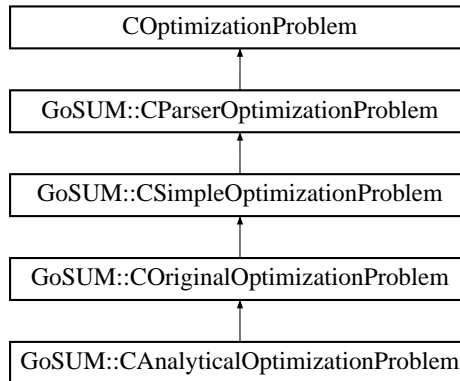 COptimizationProblem
GoSUM::CParserOptimizationProblem
GoSUM::CSimpleOptimizationProblem
GoSUM::COriginalOptimizationProblem
GoSUM::CAnalyticalOptimizationProblem